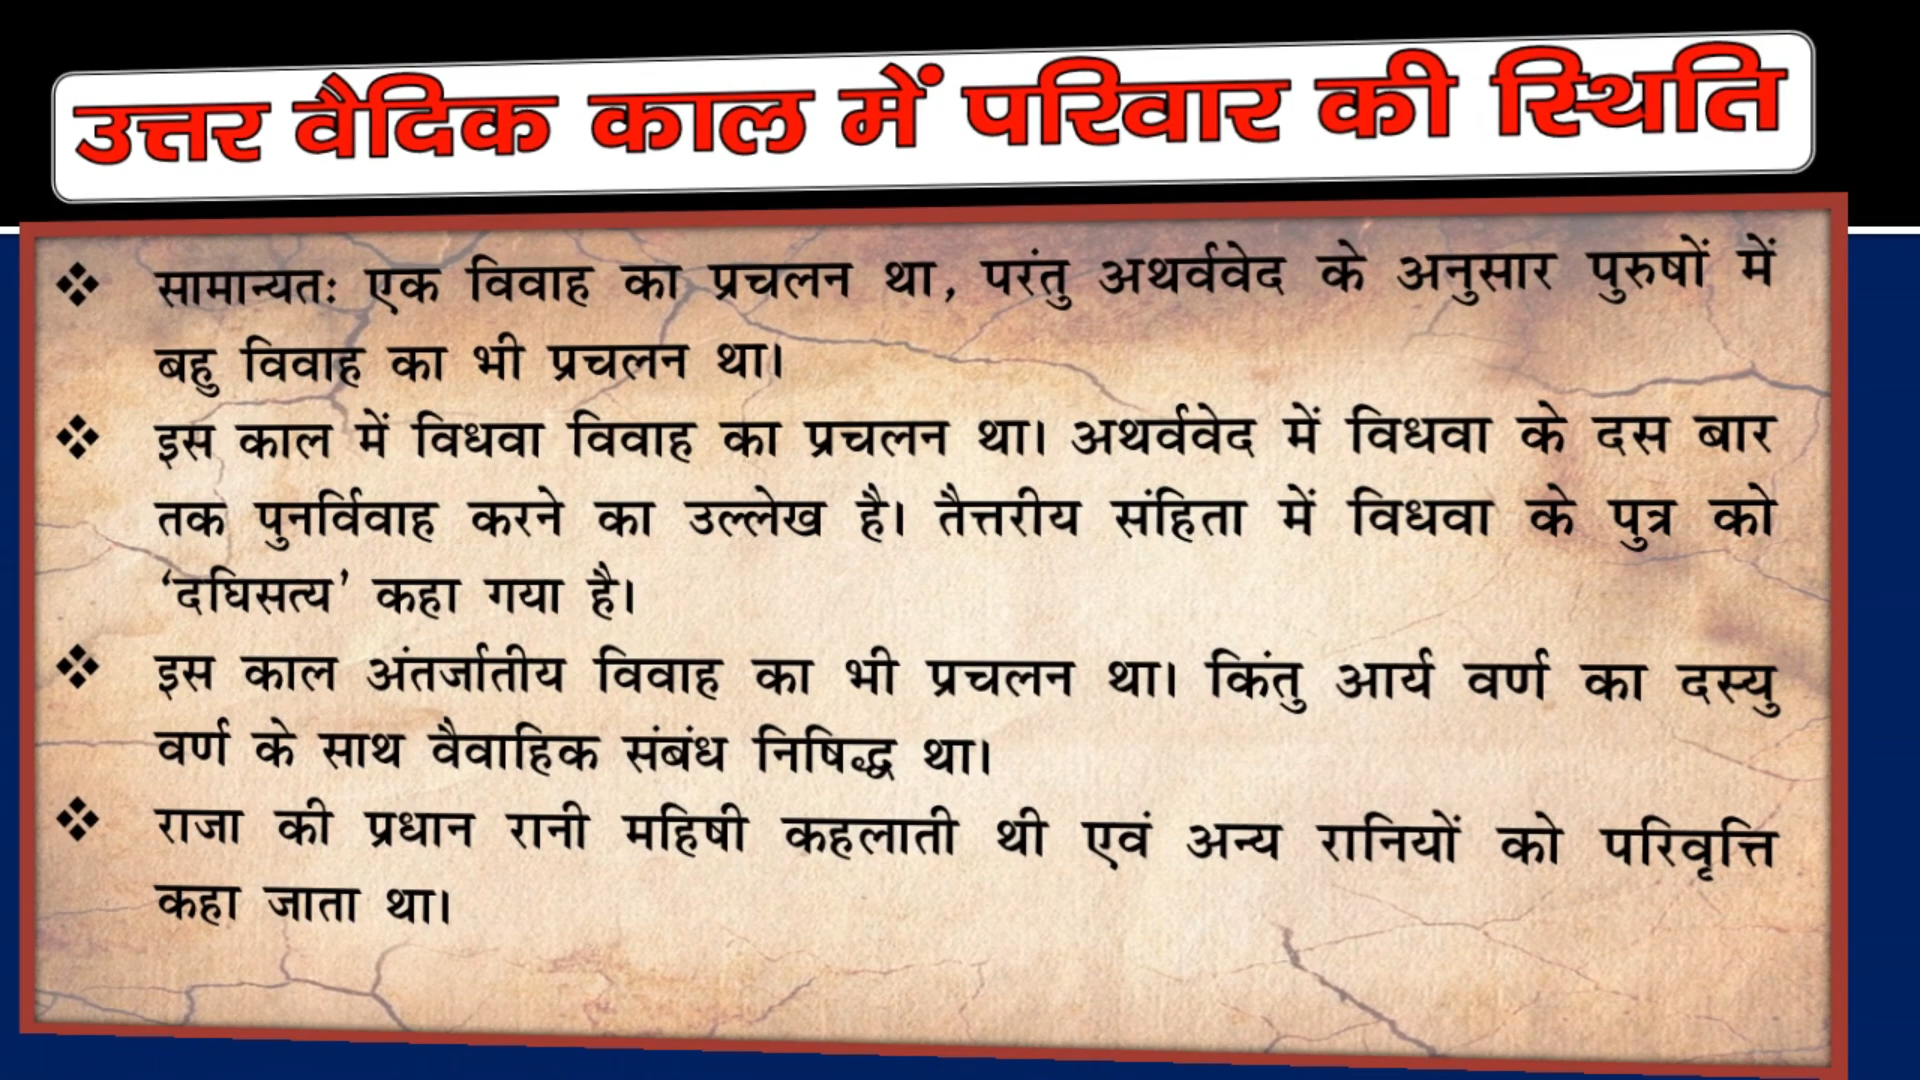 उत्तर वैदिक काल में परिवार की स्थिति
❖ सामान्यतः एक विवाह का प्रचलन था, परंतु अथर्ववेद के अनुसार पुरुषों में
बहु विवाह का भी प्रचलन था।
❖ इस काल में विधवा विवाह का प्रचलन था। अथर्ववेद में विधवा के दस बार
तक पुनर्विवाह करने का उल्लेख है। तैत्तरीय संहिता में विधवा के पुत्र को
‘दघिसत्य’ कहा गया है।
❖ इस काल अंतर्जातीय विवाह का भी प्रचलन था। किंतु आर्य वर्ण का दस्यु
वर्ण के साथ वैवाहिक संबंध निषिद्ध था।
❖ राजा की प्रधान रानी महिषी कहलाती थी एवं अन्य रानियों को परिवृत्ति
कहा जाता था।